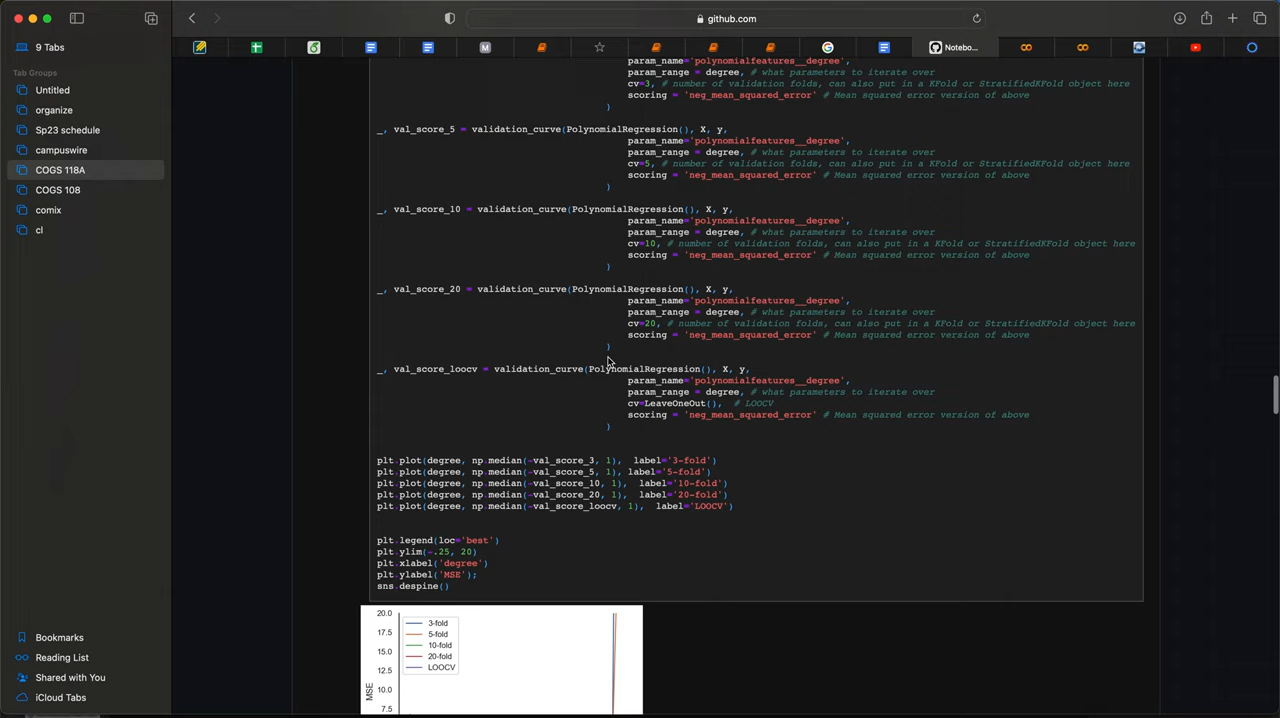 github.com
9 Tabs
M
Notebo...
Tab Groups
Untitled
organize
Sp23 schedule
campuswire
COGS 118A
COGS 108
comix
cl
Bookmarks
Reading List
Shared with You
iCloud Tabs
param_name='polynomialfeatures__degree',
param_range = degree, # what parameters to iterate over
cv=3, # number of validation folds, can also put in a KFold or StratifiedKFold object here
scoring = 'neg_mean_squared_error' # Mean squared error version of above
)
_, val_score_5 = validation_curve(PolynomialRegression(), X, y,
param_name='polynomialfeatures__degree',
param_range = degree, # what parameters to iterate over
cv=5, # number of validation folds, can also put in a KFold or StratifiedKFold object here
scoring = 'neg_mean_squared_error' # Mean squared error version of above
)
_, val_score_10 = validation_curve(PolynomialRegression(), X, y,
param_name='polynomialfeatures__degree',
param_range = degree, # what parameters to iterate over
cv=10, # number of validation folds, can also put in a KFold or StratifiedKFold object here
scoring = 'neg_mean_squared_error' # Mean squared error version of above
)
_, val_score_20 = validation_curve(PolynomialRegression(), X, y,
param_name='polynomialfeatures__degree',
param_range = degree, # what parameters to iterate over
cv=20, # number of validation folds, can also put in a KFold or StratifiedKFold object here
scoring = 'neg_mean_squared_error' # Mean squared error version of above
)
_, val_score_loocv = validation_curve(PolynomialRegression(), X, y,
param_name='polynomialfeatures__degree',
param_range = degree, # what parameters to iterate over
cv=LeaveOneOut(), # LOOCV
scoring = 'neg_mean_squared_error' # Mean squared error version of above
)
plt.plot(degree, np.median(-val_score_3, 1), label='3-fold')
plt.plot(degree, np.median(-val_score_5, 1), label='5-fold')
plt.plot(degree, np.median(-val_score_10, 1), label='10-fold')
plt.plot(degree, np.median(-val_score_20, 1), label='20-fold')
plt.plot(degree, np.median(-val_score_loocv, 1), label='LOOCV')
plt.legend(loc='best')
plt.ylim(-.25, 20)
plt.xlabel('degree')
plt.ylabel('MSE');
sns.despine()
20.0
17.5
15.0
12.5
10.0
7.5
MSE
3-fold
5-fold
10-fold
20-fold
LOOCV